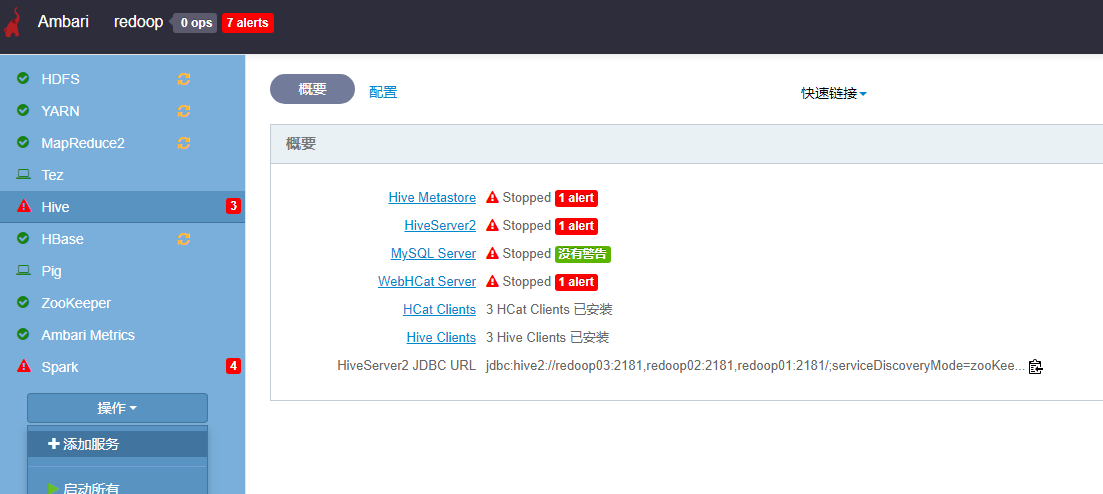 Ambari redoop 0 ops 7 alerts
HDFS
YARN
MapReduce2
Tez
Hive 3
HBase
Pig
ZooKeeper
Ambari Metrics
Spark 4
操作
添加服务
启动所有
概要 配置 快速链接
概要
Hive Metastore Stopped 1 alert
HiveServer2 Stopped 1 alert
MySQL Server Stopped 没有警告
WebHCat Server Stopped 1 alert
HCat Clients 3 HCat Clients 已安装
Hive Clients 3 Hive Clients 已安装
HiveServer2 JDBC URL jdbc:hive2://redoop03:2181,redoop02:2181,redoop01:2181/;serviceDiscoveryMode=zooKee...